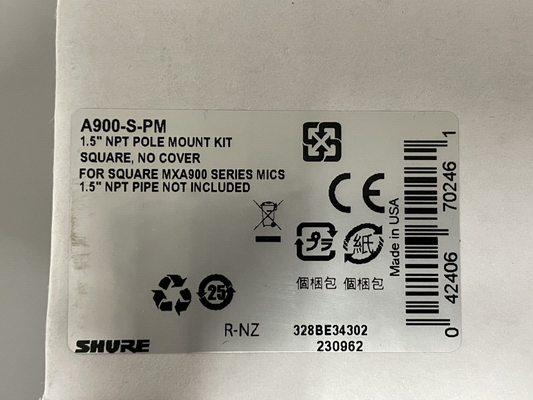 A900-S-PM
1.5" NPT POLE MOUNT KIT
SQUARE, NO COVER
FOR SQUARE MXA900 SERIES MICS
1.5" NPT PIPE NOT INCLUDED
CE
プラ 紙
個梱包 個梱包
25
R-NZ
328BE34302
230962
SHURE
Made in USA
0 42406 70246 1